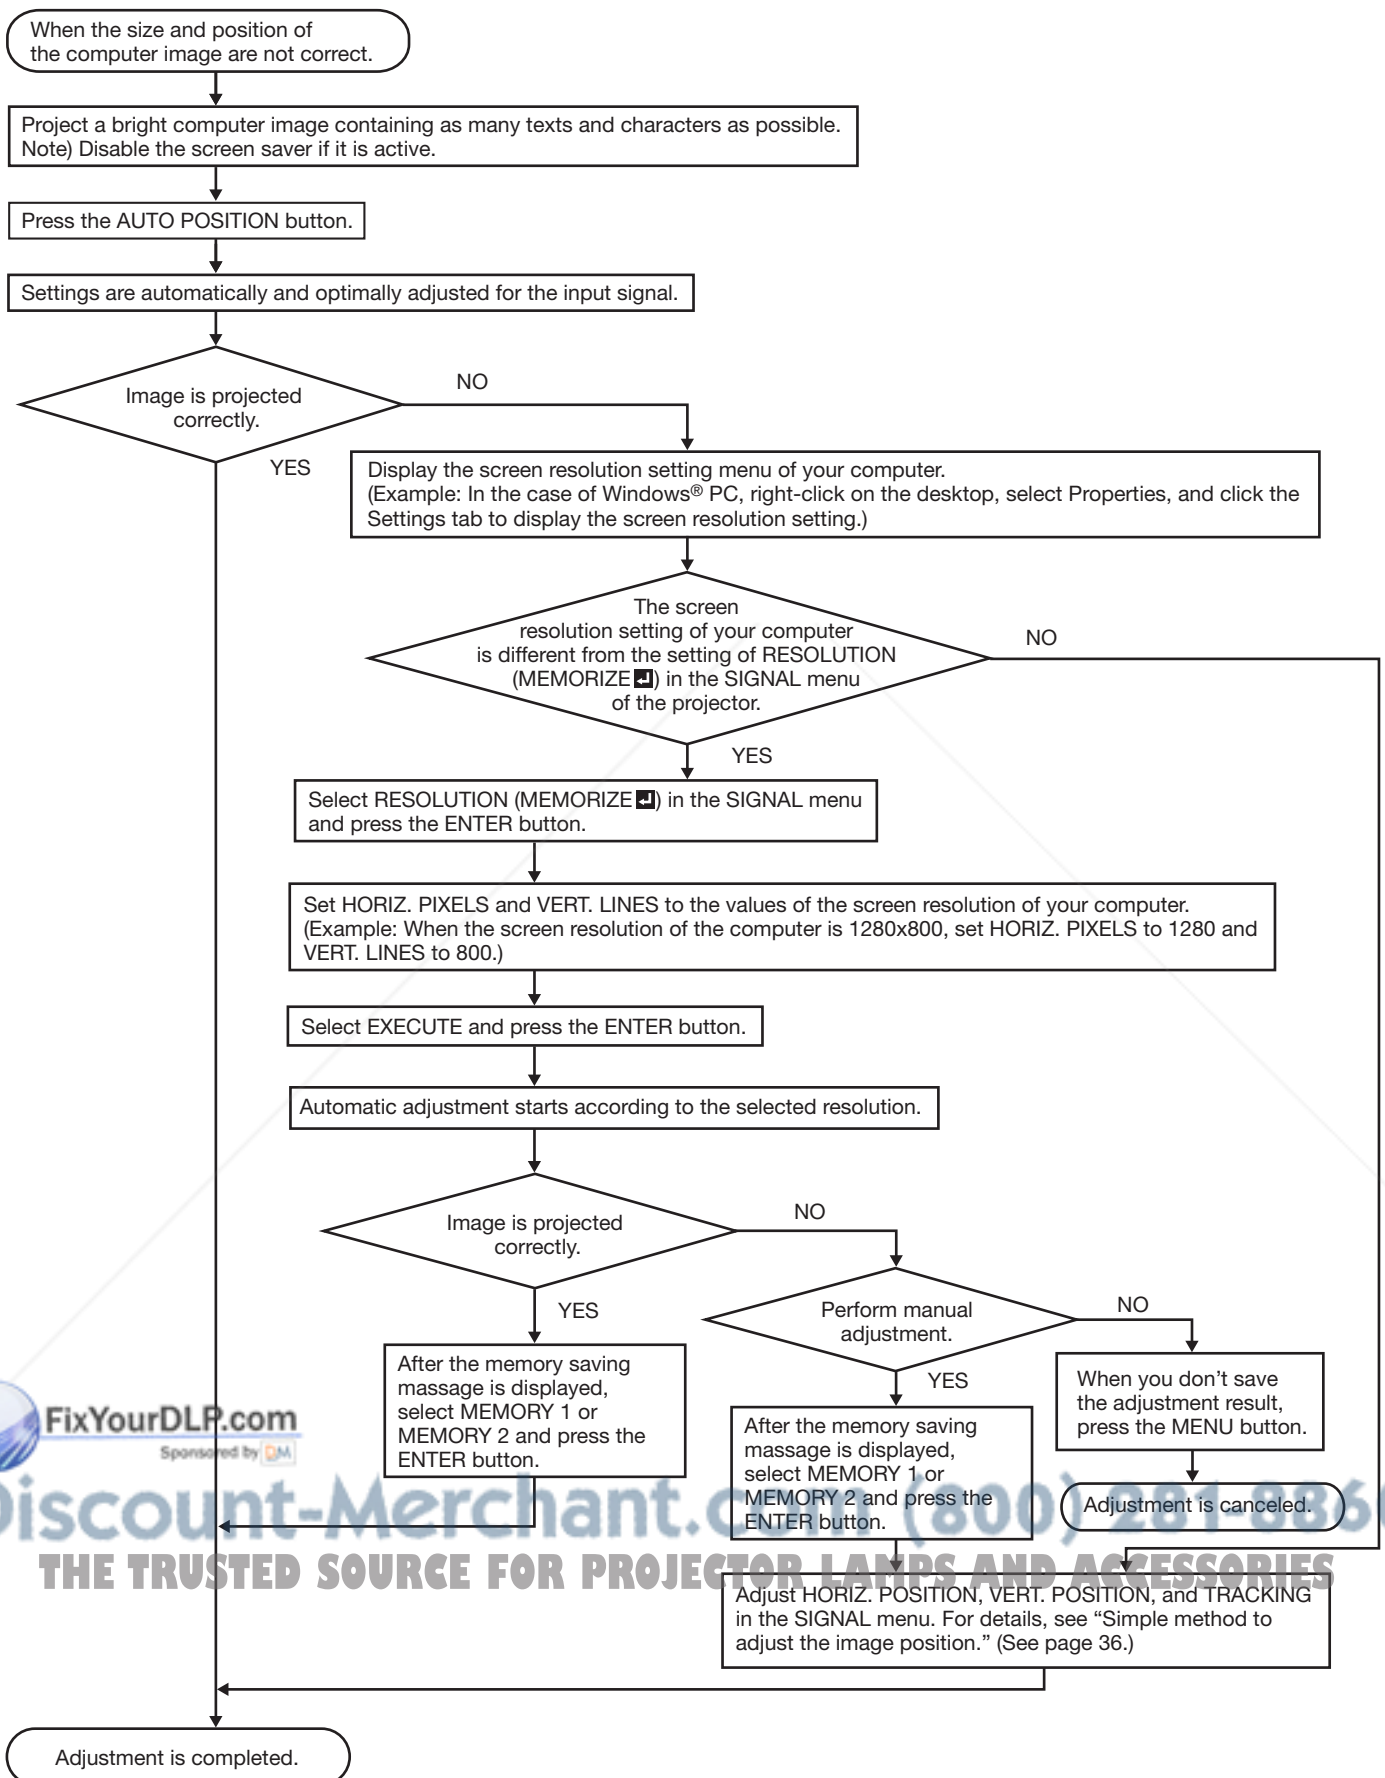 When the size and position of
the computer image are not correct.
Project a bright computer image containing as many texts and characters as possible.
Note) Disable the screen saver if it is active.
Press the AUTO POSITION button.
Settings are automatically and optimally adjusted for the input signal.
Image is projected
correctly.
NO
YES
Display the screen resolution setting menu of your computer.
(Example: In the case of Windows® PC, right-click on the desktop, select Properties, and click the
Settings tab to display the screen resolution setting.)
The screen
resolution setting of your computer
is different from the setting of RESOLUTION
(MEMORIZE ↵) in the SIGNAL menu
of the projector.
NO
YES
Select RESOLUTION (MEMORIZE ↵) in the SIGNAL menu
and press the ENTER button.
Set HORIZ. PIXELS and VERT. LINES to the values of the screen resolution of your computer.
(Example: When the screen resolution of the computer is 1280x800, set HORIZ. PIXELS to 1280 and
VERT. LINES to 800.)
Select EXECUTE and press the ENTER button.
Automatic adjustment starts according to the selected resolution.
Image is projected
correctly.
NO
YES
After the memory saving
massage is displayed,
select MEMORY 1 or
MEMORY 2 and press the
ENTER button.
Perform manual
adjustment.
NO
YES
After the memory saving
massage is displayed,
select MEMORY 1 or
MEMORY 2 and press the
ENTER button.
When you don't save
the adjustment result,
press the MENU button.
Adjustment is canceled.
Adjust HORIZ. POSITION, VERT. POSITION, and TRACKING
in the SIGNAL menu. For details, see “Simple method to
adjust the image position.” (See page 36.)
Adjustment is completed.
FixYourDLP.com
Sponsored by DM
Discount-Merchant.com (800) 281-886
THE TRUSTED SOURCE FOR PROJECTOR LAMPS AND ACCESSORIES